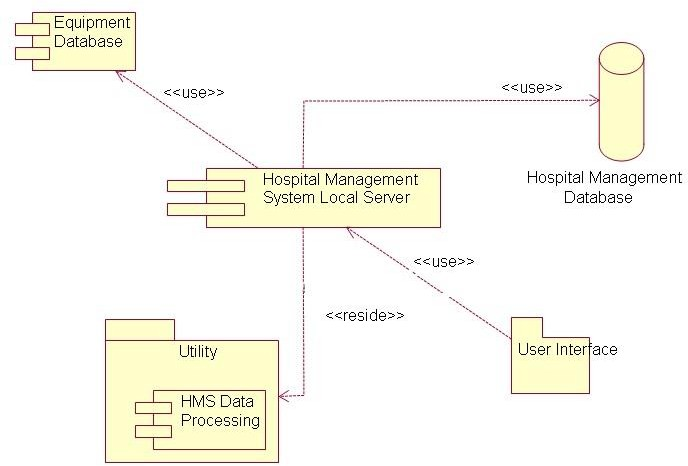 Equipment
Database
<<use>>
<<use>>
Hospital Management
System Local Server
Hospital Management
Database
<<use>>
<<reside>>
Utility
User Interface
HMS Data
Processing